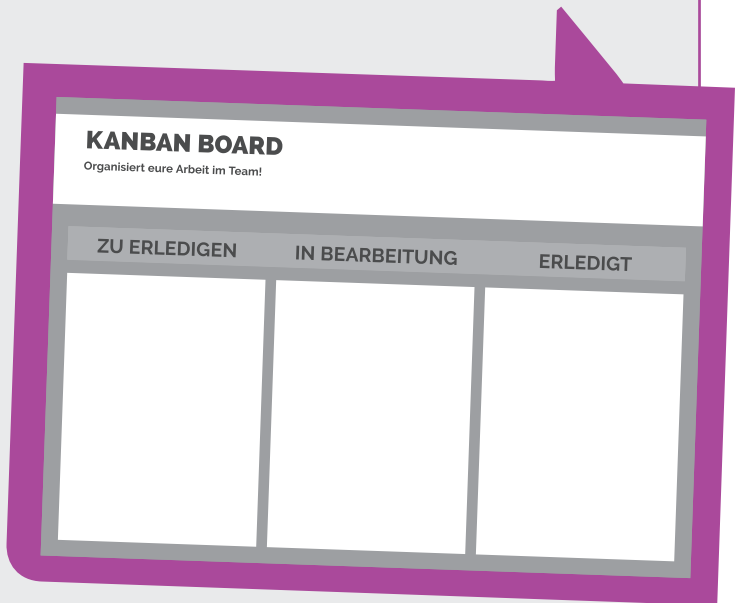 KANBAN BOARD
Organisiert eure Arbeit im Team!
ZU ERLEDIGEN IN BEARBEITUNG ERLEDIGT